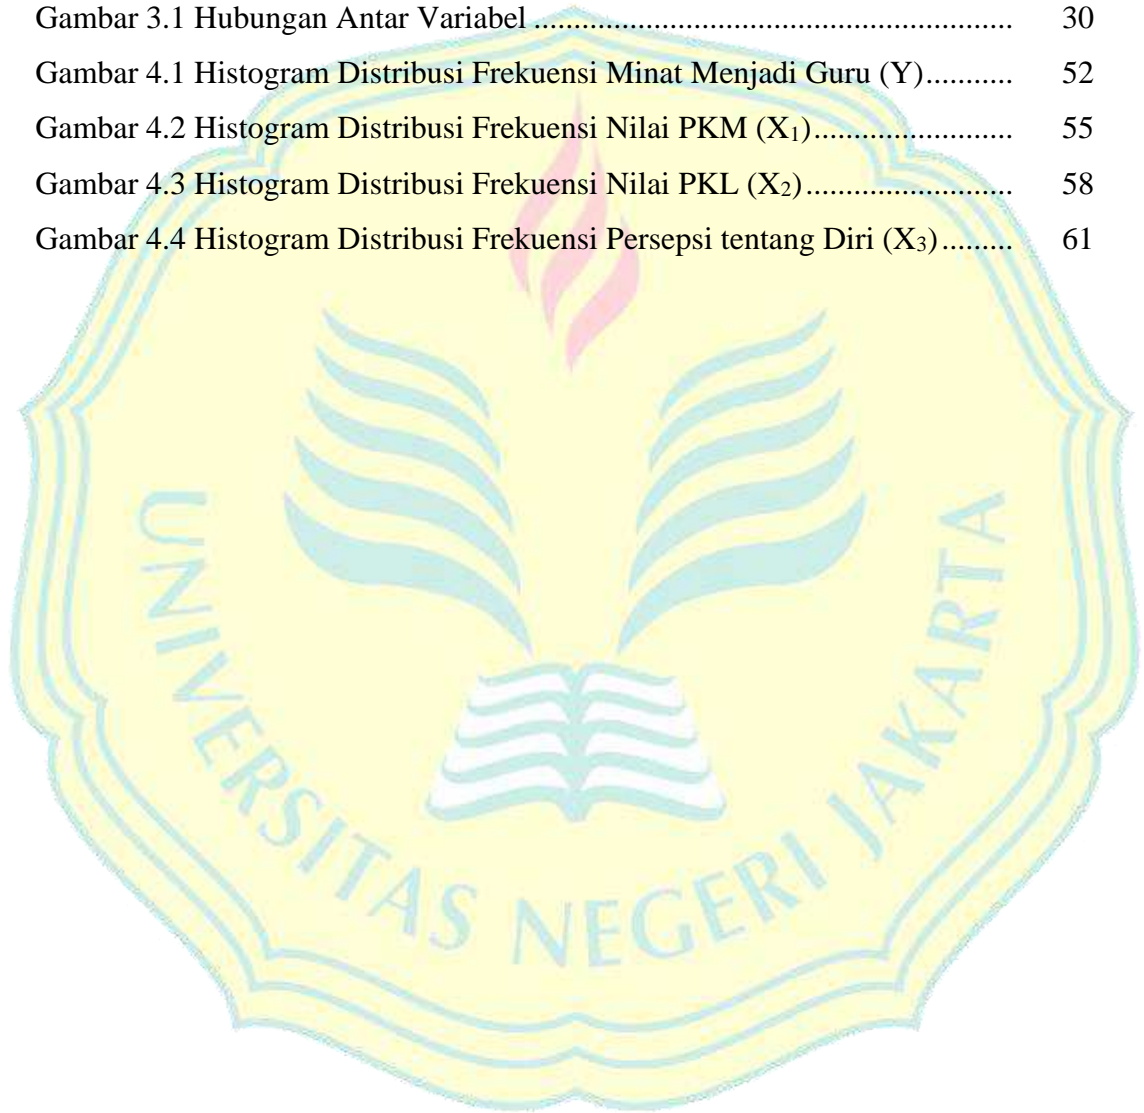 Gambar 3.1 Hubungan Antar Variabel ............................................................ 30
Gambar 4.1 Histogram Distribusi Frekuensi Minat Menjadi Guru (Y)........... 52
Gambar 4.2 Histogram Distribusi Frekuensi Nilai PKM (X₁)......................... 55
Gambar 4.3 Histogram Distribusi Frekuensi Nilai PKL (X₂).......................... 58
Gambar 4.4 Histogram Distribusi Frekuensi Persepsi tentang Diri (X₃)......... 61
UNIVERSITAS NEGERI JAKARTA